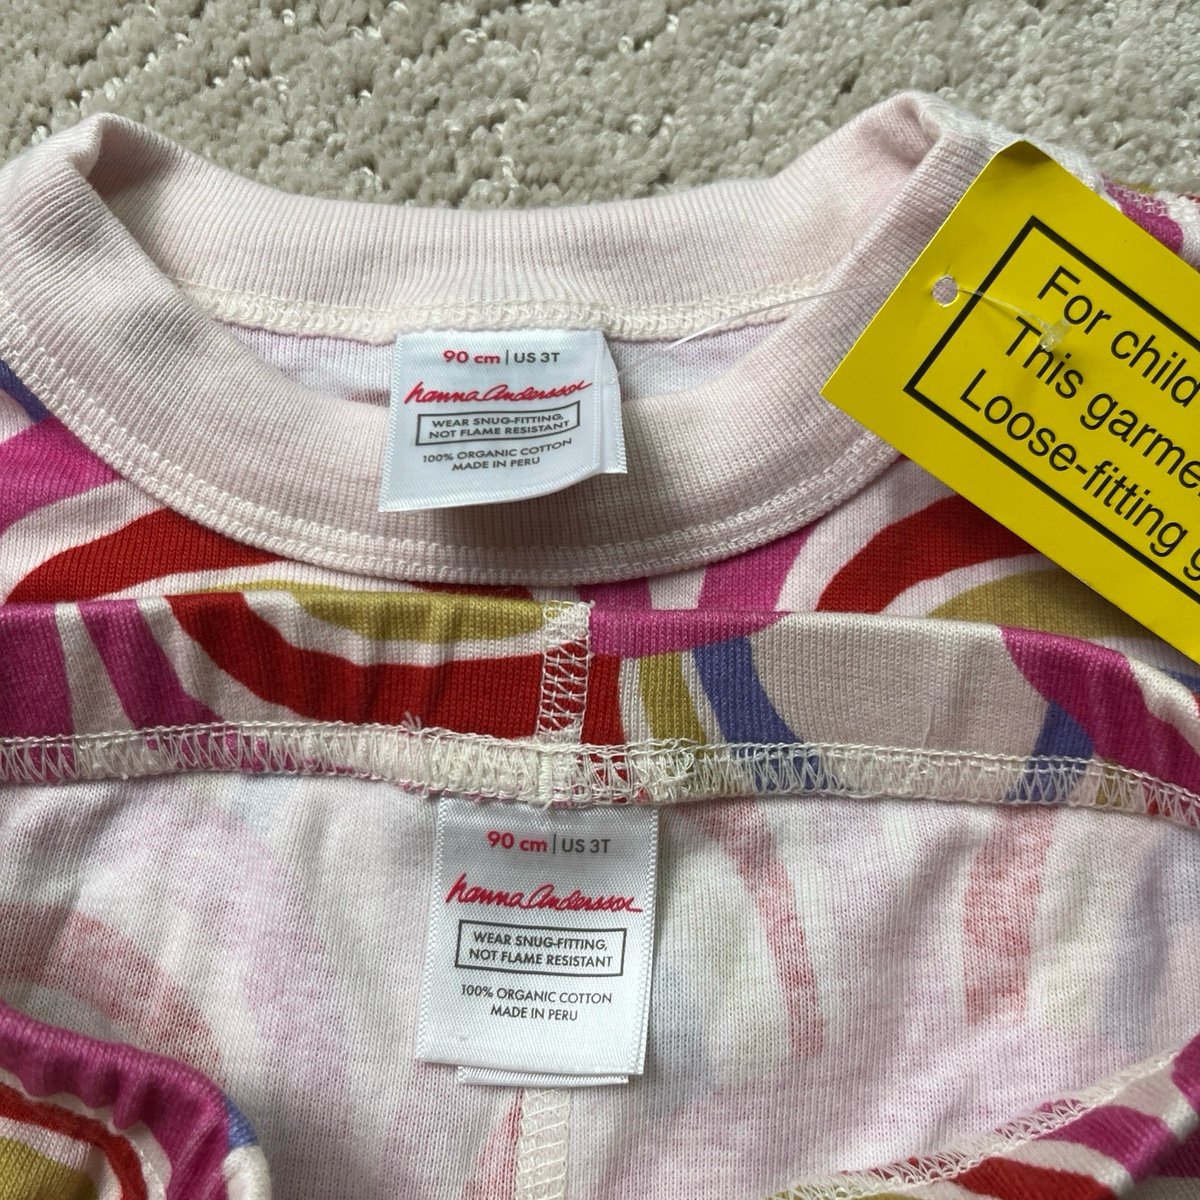 90 cm | US 3T
hanna Andersson
WEAR SNUG-FITTING,
NOT FLAME RESISTANT
100% ORGANIC COTTON
MADE IN PERU
For child
This garme
Loose-fitting g
90 cm | US 3T
hanna Andersson
WEAR SNUG-FITTING,
NOT FLAME RESISTANT
100% ORGANIC COTTON
MADE IN PERU